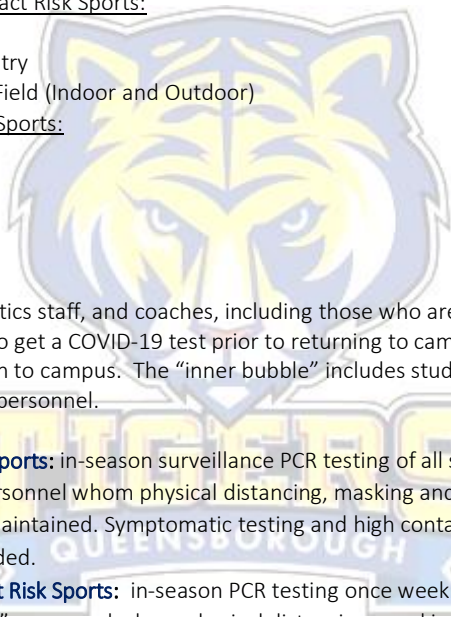 act Risk Sports:
try
Field (Indoor and Outdoor)
Sports:
tics staff, and coaches, including those who are
o get a COVID-19 test prior to returning to cam
n to campus.  The “inner bubble” includes stud
personnel.
TIGERS
ports: in-season surveillance PCR testing of all s
rsonnel whom physical distancing, masking and
aintained. Symptomatic testing and high conta
QUEENSBOROUGH
ded.
t Risk Sports:  in-season PCR testing once week